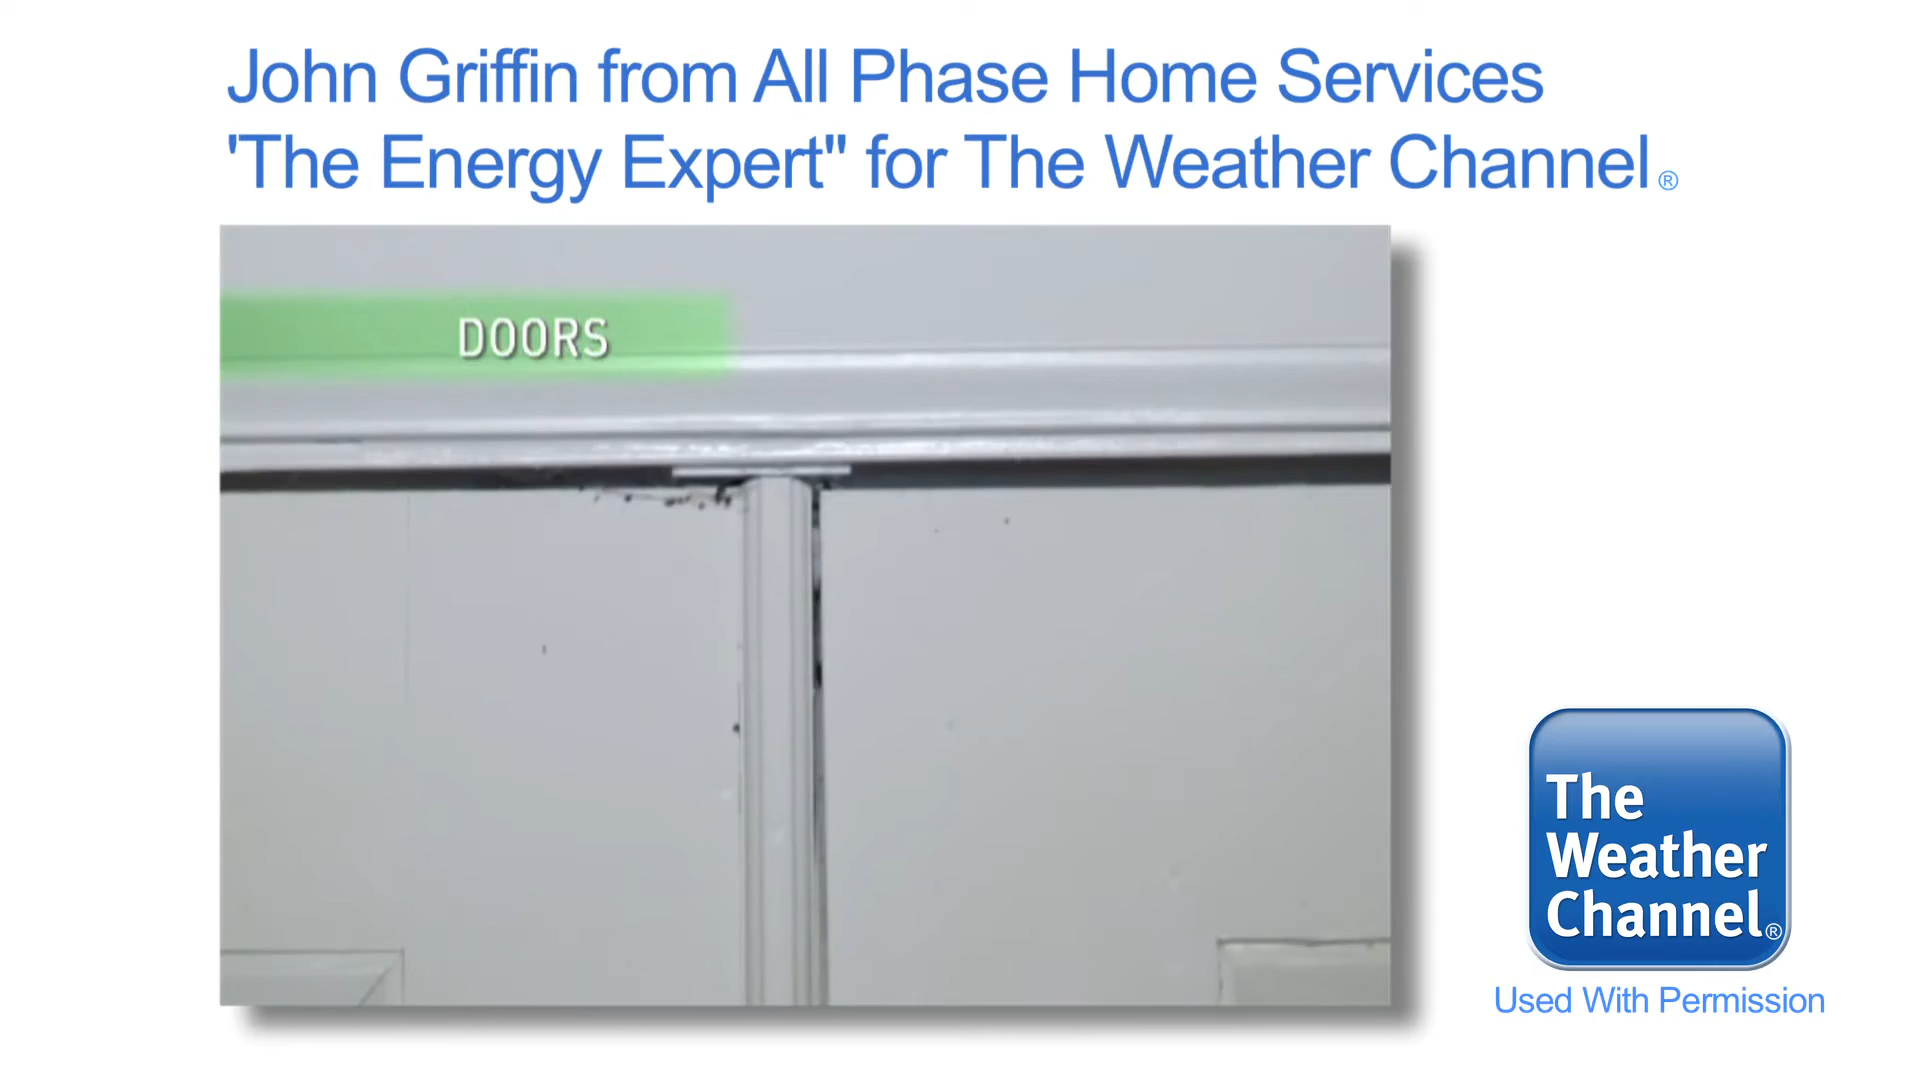 John Griffin from All Phase Home Services
'The Energy Expert" for The Weather Channel®
DOORS
The
Weather
Channel®
Used With Permission